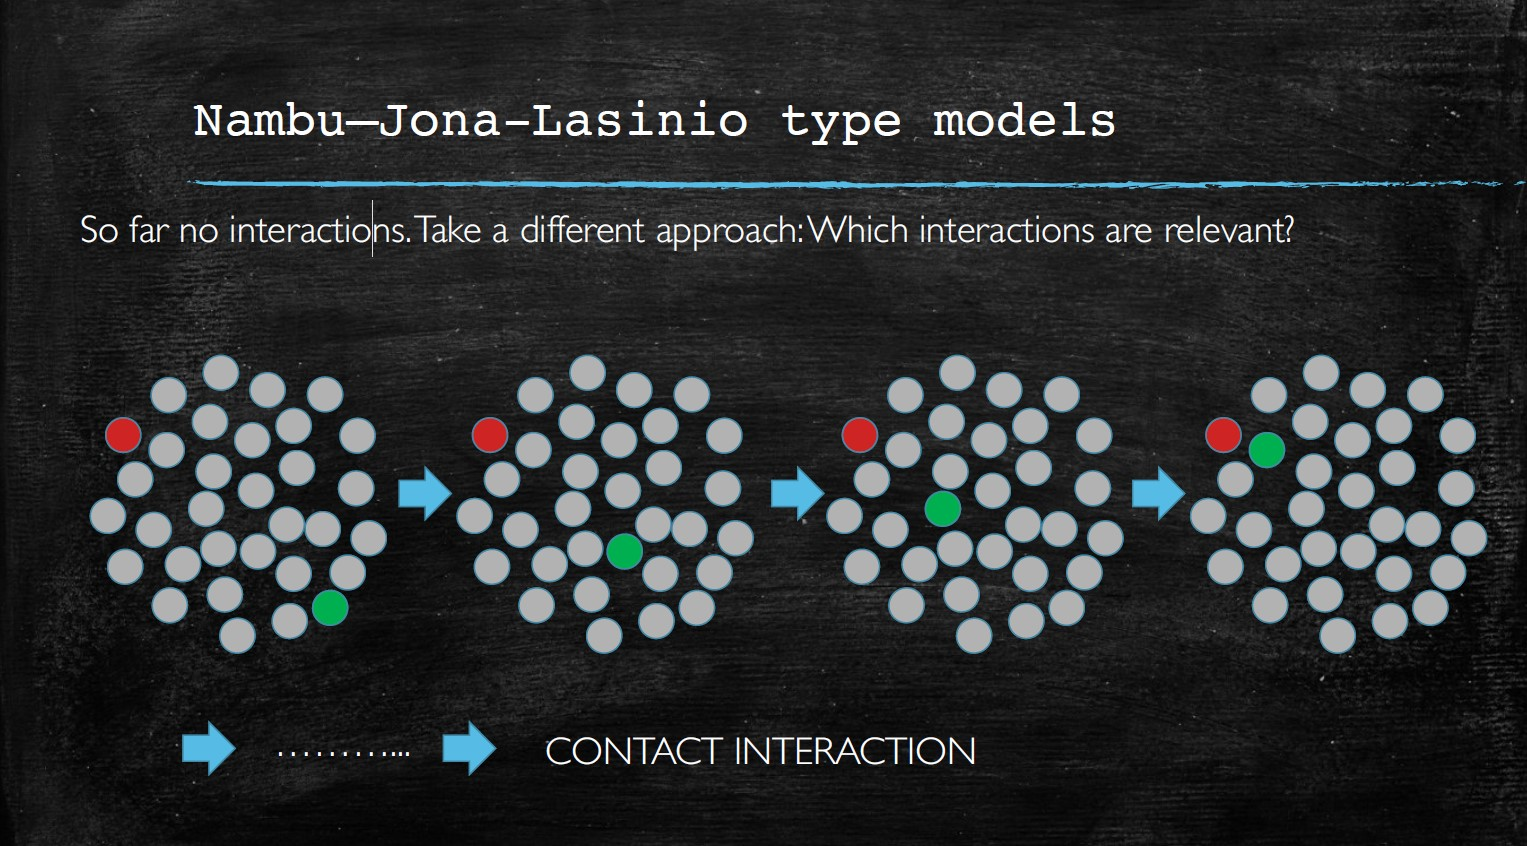 Nambu—Jona-Lasinio type models
So far no interactions. Take a different approach: Which interactions are relevant?
............ CONTACT INTERACTION